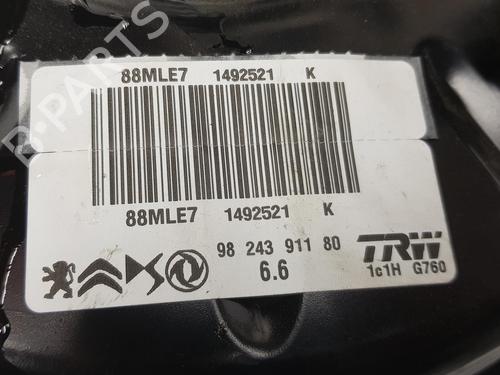 88MLE7 1492521 K
88MLE7 1492521 K
98 243 911 80
6.6
TRW
1c1H G760
B-PARTS